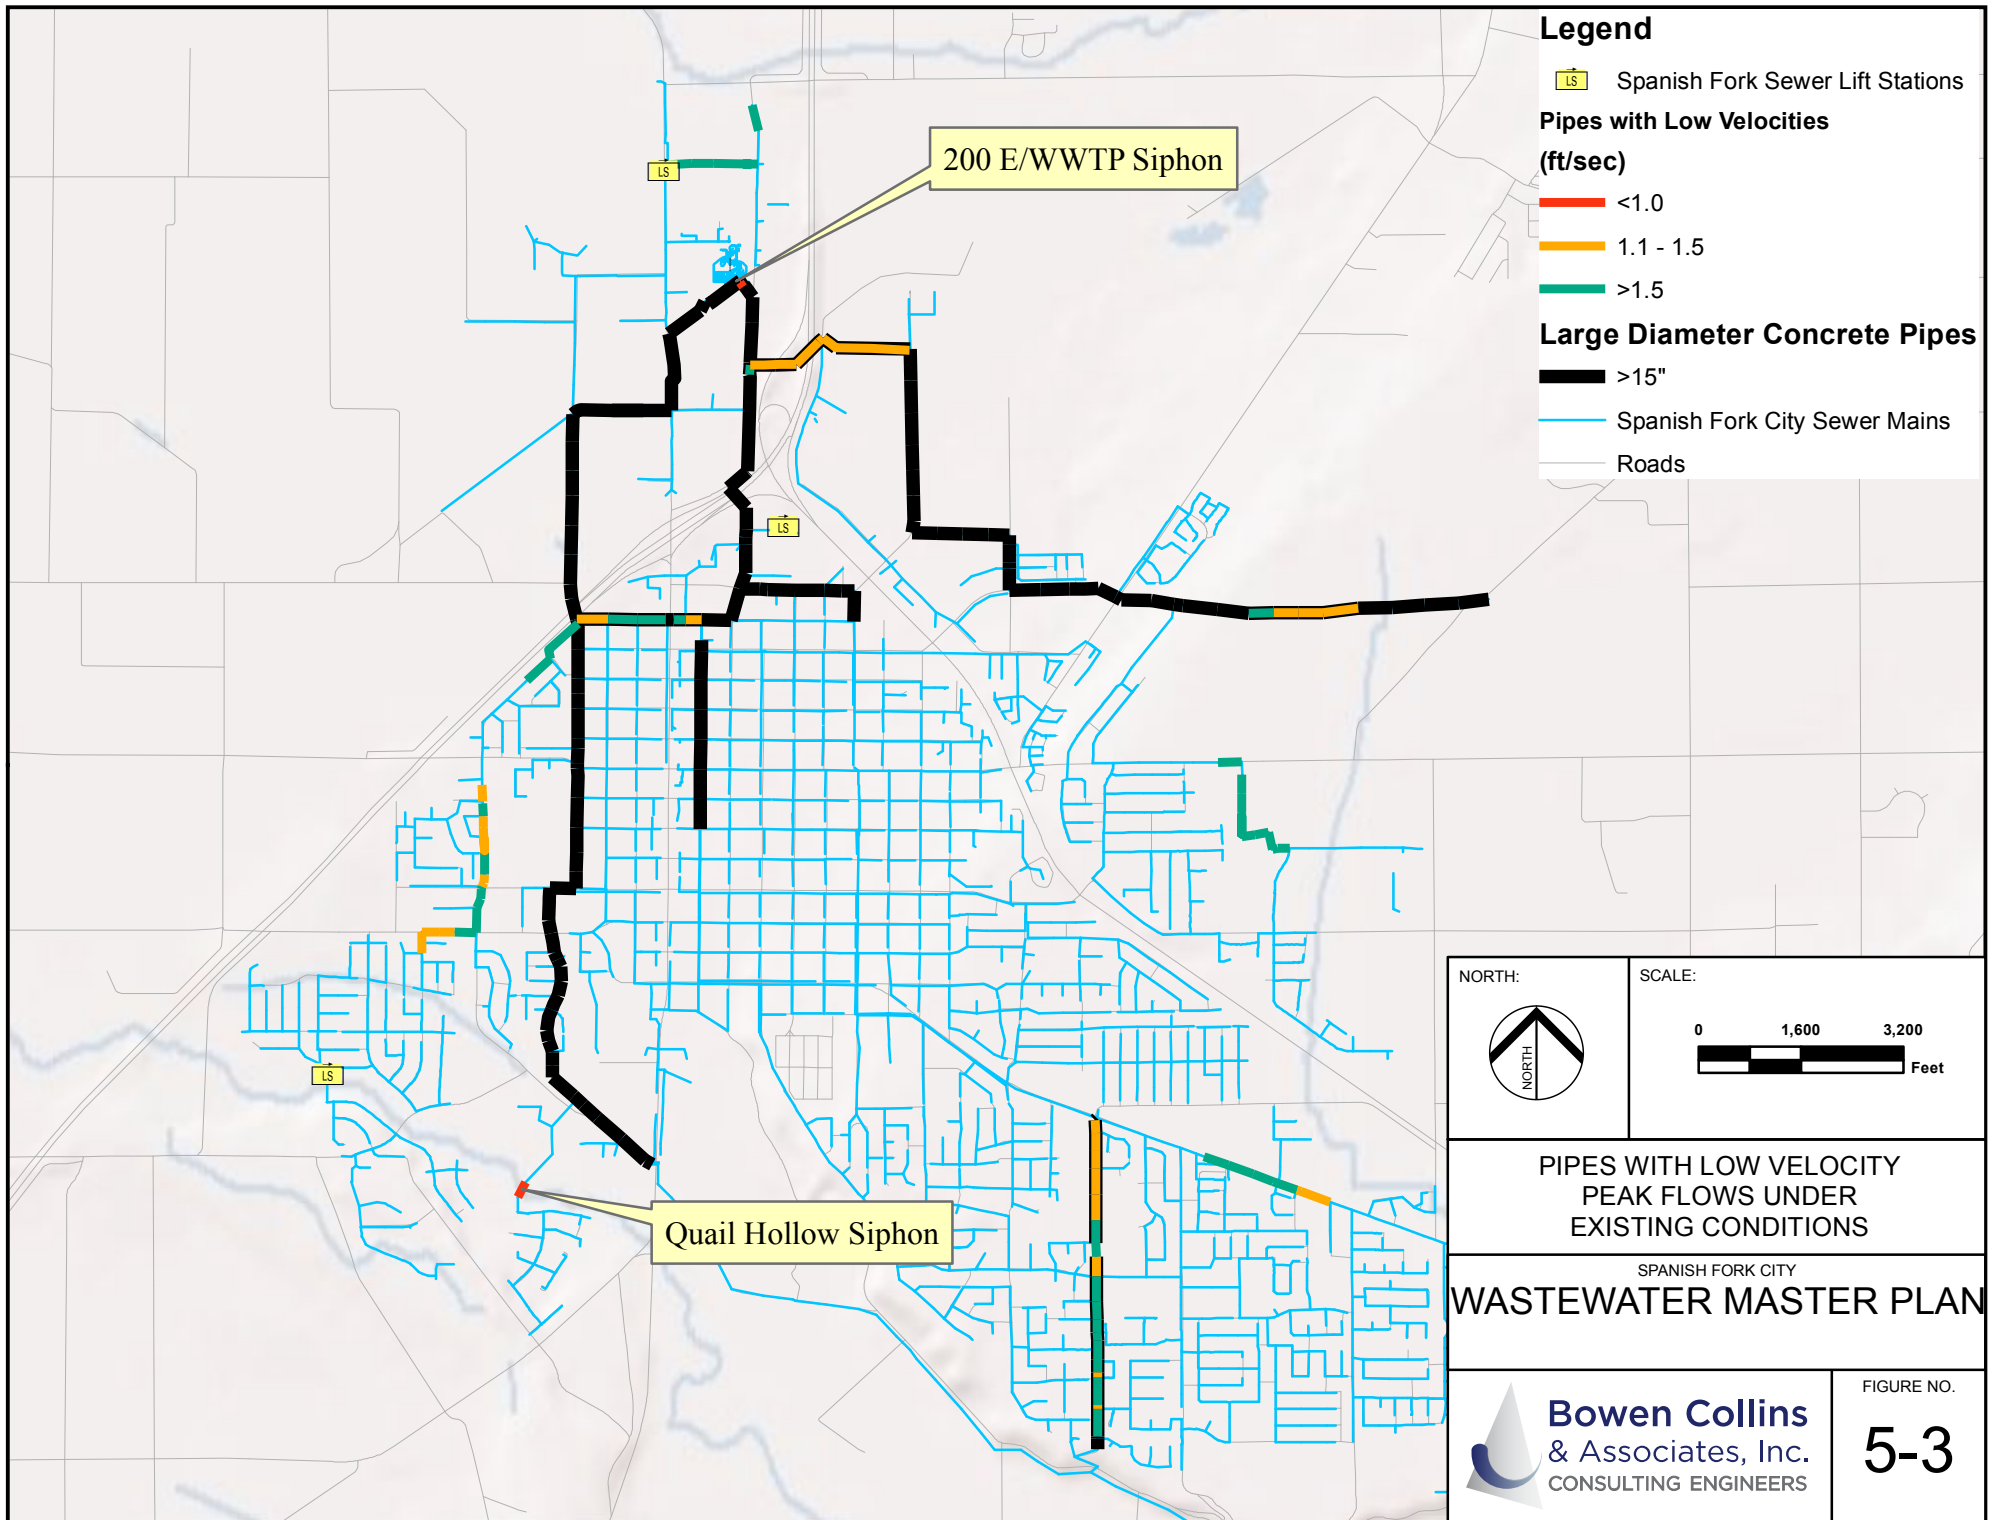 Legend
LS Spanish Fork Sewer Lift Stations
Pipes with Low Velocities
(ft/sec)
<1.0
1.1 - 1.5
>1.5
Large Diameter Concrete Pipes
>15"
Spanish Fork City Sewer Mains
Roads
200 E/WWTP Siphon
LS
LS
LS
Quail Hollow Siphon
NORTH:
NORTH
SCALE:
0 1,600 3,200
Feet
PIPES WITH LOW VELOCITY
PEAK FLOWS UNDER
EXISTING CONDITIONS
SPANISH FORK CITY
WASTEWATER MASTER PLAN
Bowen Collins
& Associates, Inc.
CONSULTING ENGINEERS
FIGURE NO.
5-3